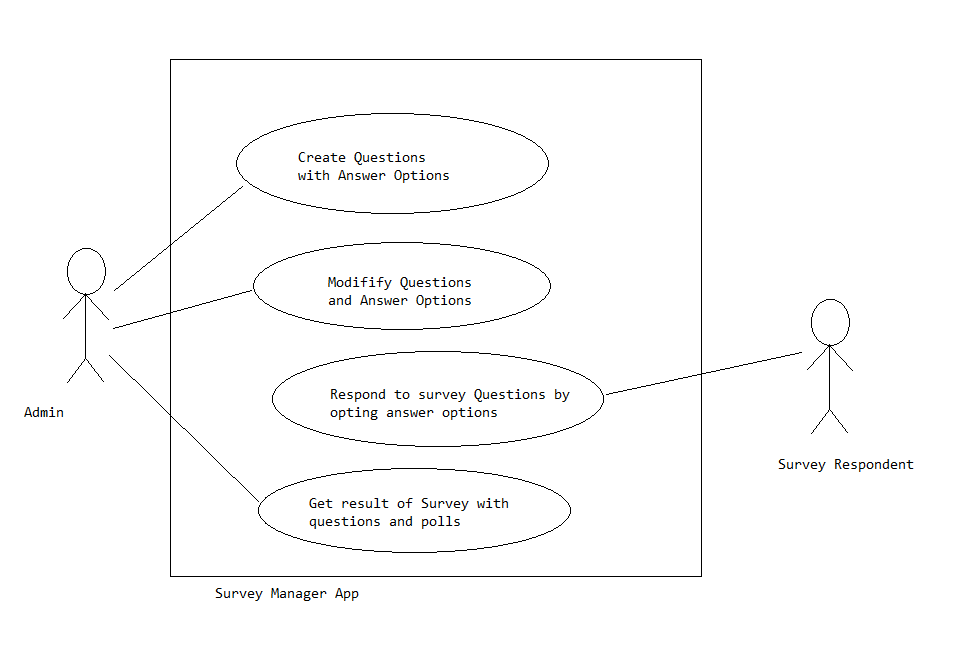 Create Questions
with Answer Options
Modifify Questions
and Answer Options
Respond to survey Questions by
opting answer options
Admin
Survey Respondent
Get result of Survey with
questions and polls
Survey Manager App